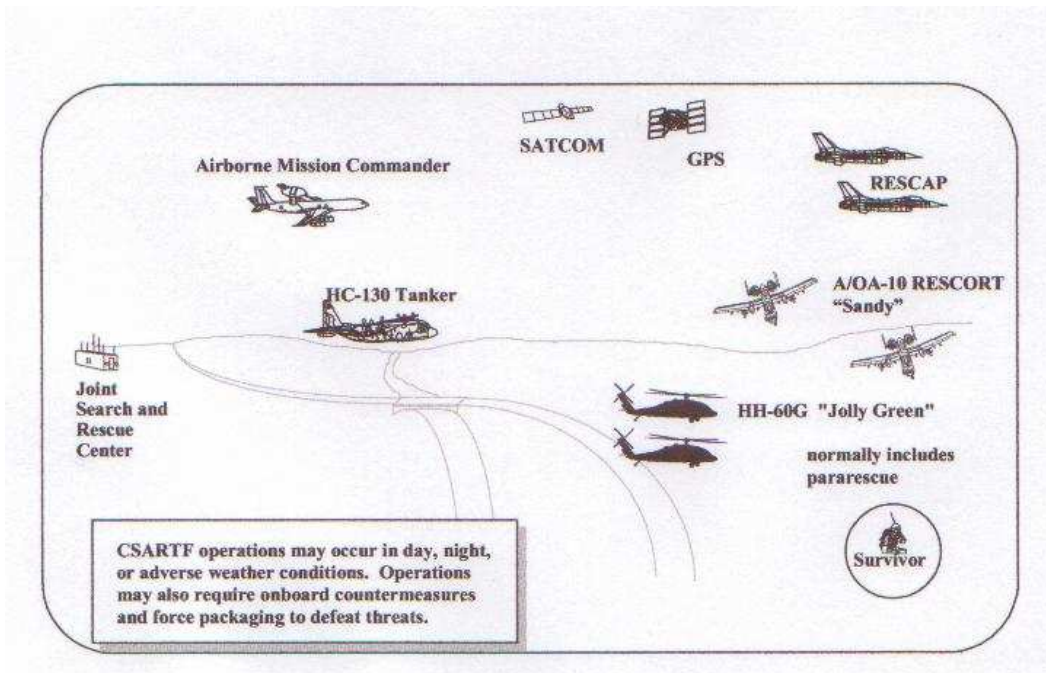 SATCOM
GPS
Airborne Mission Commander
RESCAP
HC-130 Tanker
A/OA-10 RESCORT
“Sandy”
Joint
Search and
Rescue
Center
HH-60G "Jolly Green"
normally includes
pararescue
Survivor
CSARTF operations may occur in day, night,
or adverse weather conditions. Operations
may also require onboard countermeasures
and force packaging to defeat threats.